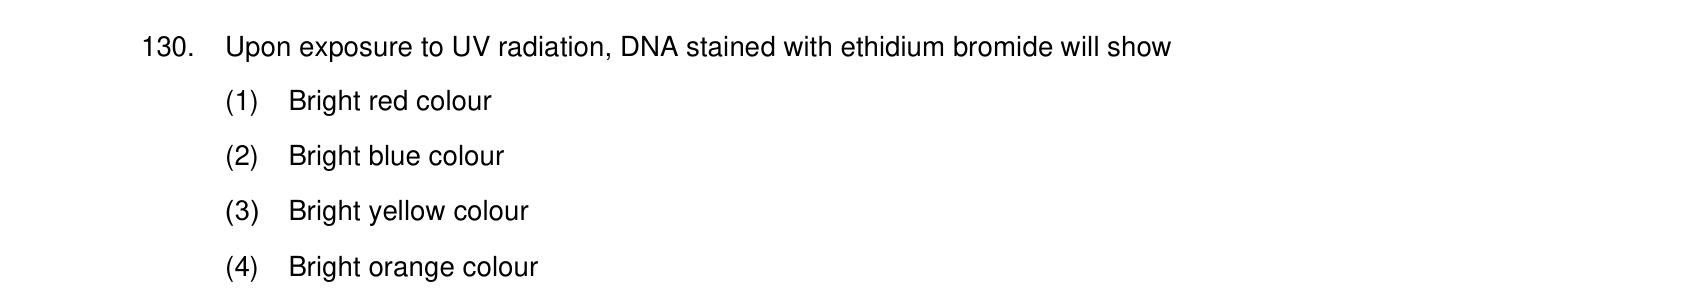 130. Upon exposure to UV radiation, DNA stained with ethidium bromide will show
(1) Bright red colour
(2) Bright blue colour
(3) Bright yellow colour
(4) Bright orange colour